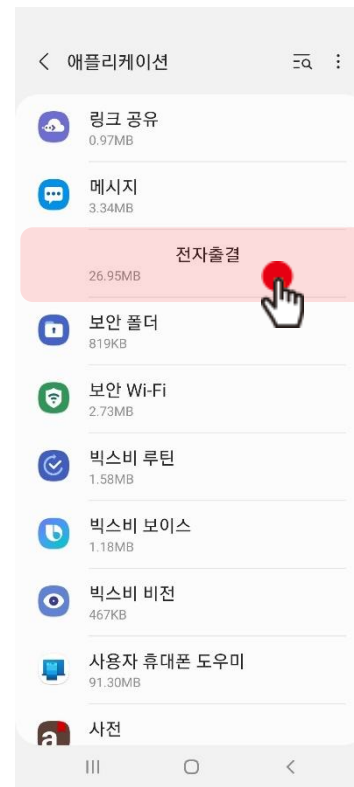 애플리케이션
링크 공유
0.97MB
메시지
3.34MB
전자출결
26.95MB
보안 폴더
819KB
보안 Wi-Fi
2.73MB
빅스비 루틴
1.58MB
빅스비 보이스
1.18MB
빅스비 비전
467KB
사용자 휴대폰 도우미
91.30MB
사전